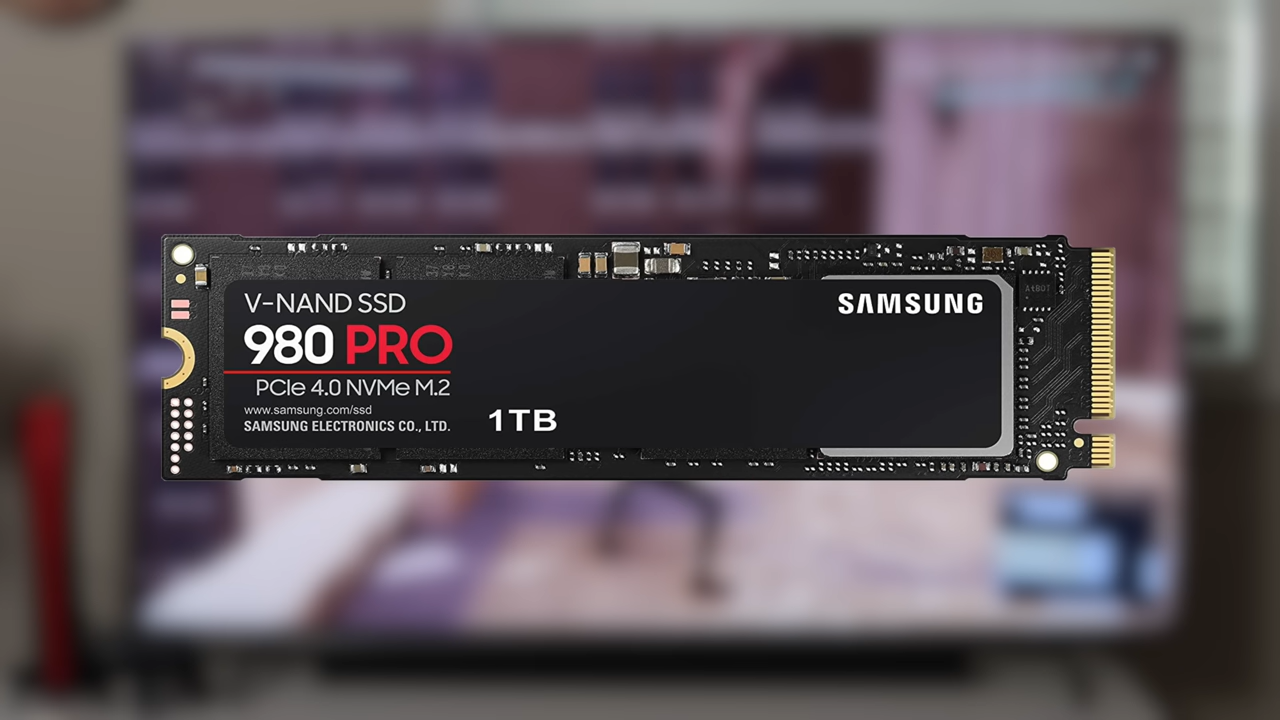 V-NAND SSD
980 PRO
PCIe 4.0 NVMe M.2
www.samsung.com/ssd
SAMSUNG ELECTRONICS CO., LTD.
1TB
SAMSUNG